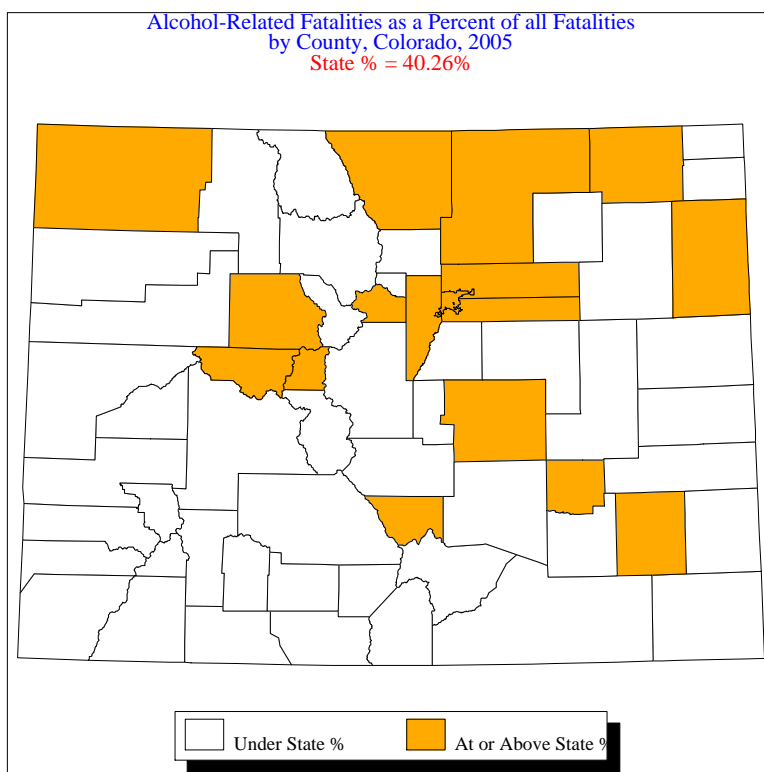 Alcohol-Related Fatalities as a Percent of all Fatalities
by County, Colorado, 2005
State % = 40.26%
Under State %
At or Above State %